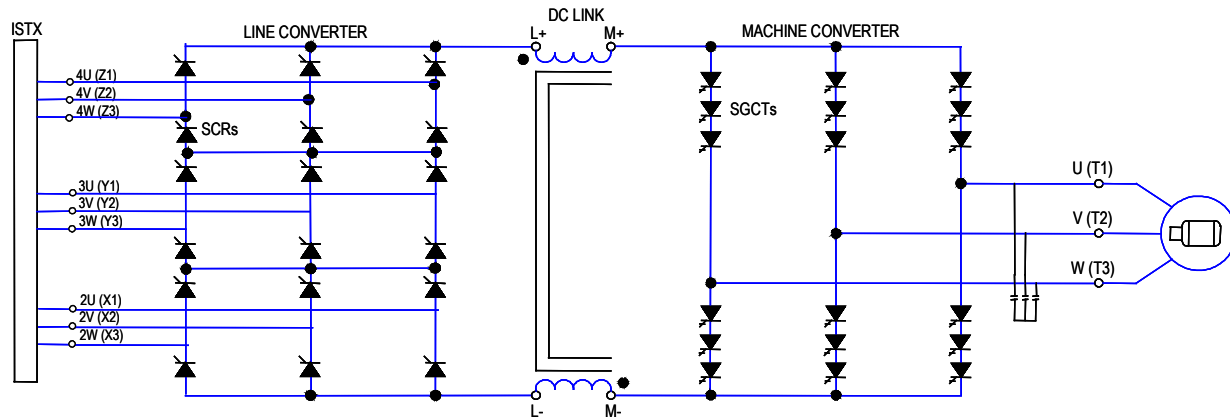 ISTX
LINE CONVERTER
DC LINK
L+
M+
MACHINE CONVERTER
4U (Z1)
4V (Z2)
4W (Z3)
SCRs
SGCTs
3U (Y1)
3V (Y2)
3W (Y3)
U (T1)
V (T2)
W (T3)
2U (X1)
2V (X2)
2W (X3)
L-
M-